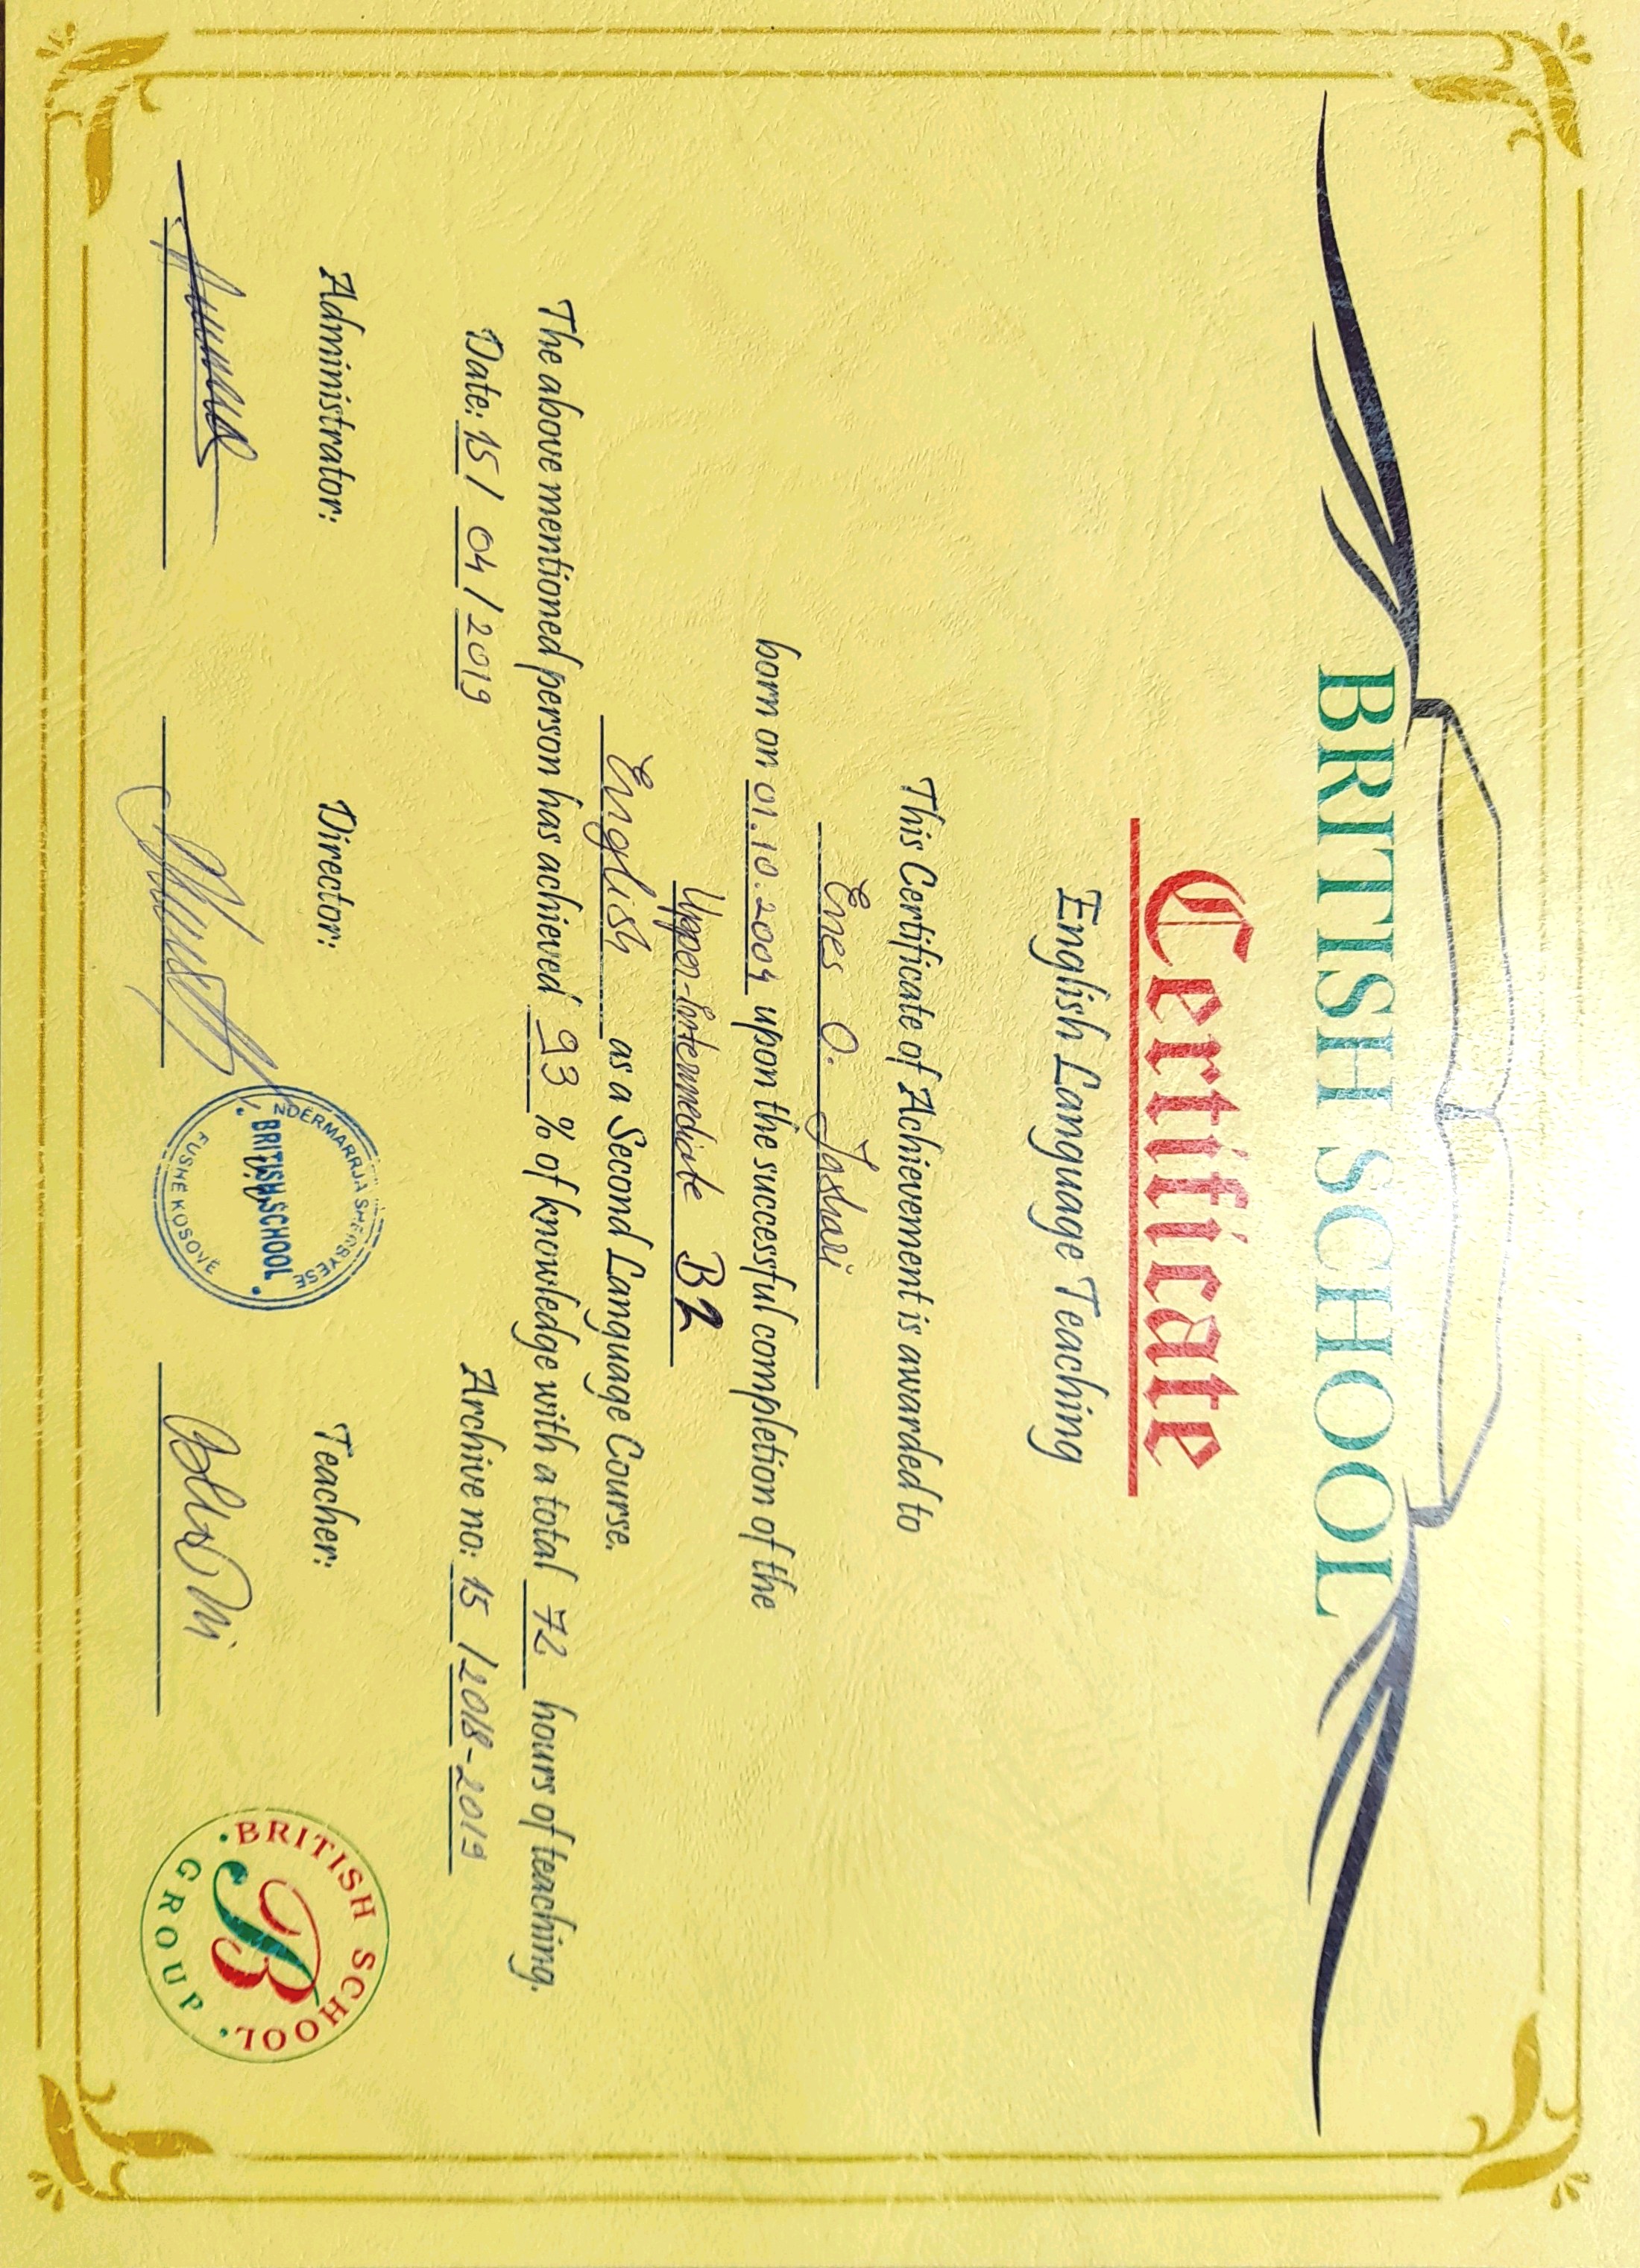 BRITISH SCHOOL
Certificate
English Language Teaching
This Certificate of Achievement is awarded to
Enes O. Jashari
born on 01.10.2004 upon the successful completion of the
Upper-Intermediate B2
English as a Second Language Course.
The above mentioned person has achieved 93 % of knowledge with a total 72 hours of teaching.
Date: 15/ 04 / 2019 Archive no: 15 / 2018-2019
Administrator: Director: Teacher:
NDËRMARRJA SHËRBYESE
BRITISH SCHOOL
FUSHË KOSOVË
BRITISH SCHOOL
B
GROUP